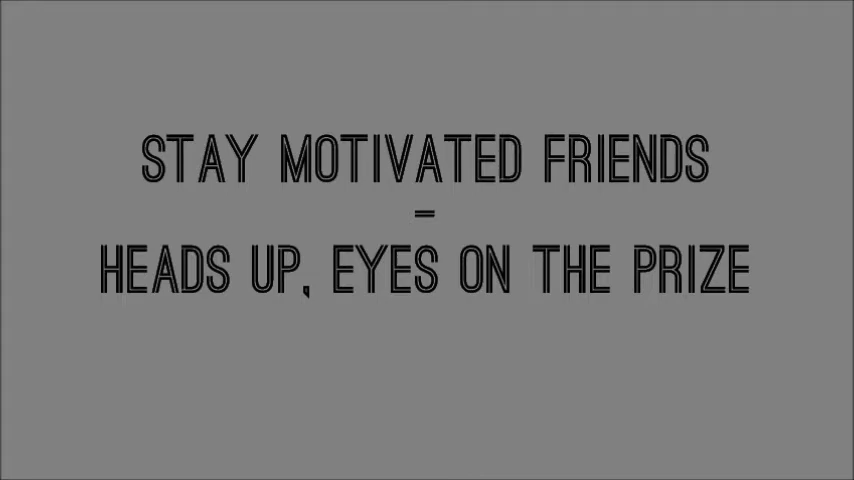 STAY MOTIVATED FRIENDS
-
HEADS UP, EYES ON THE PRIZE